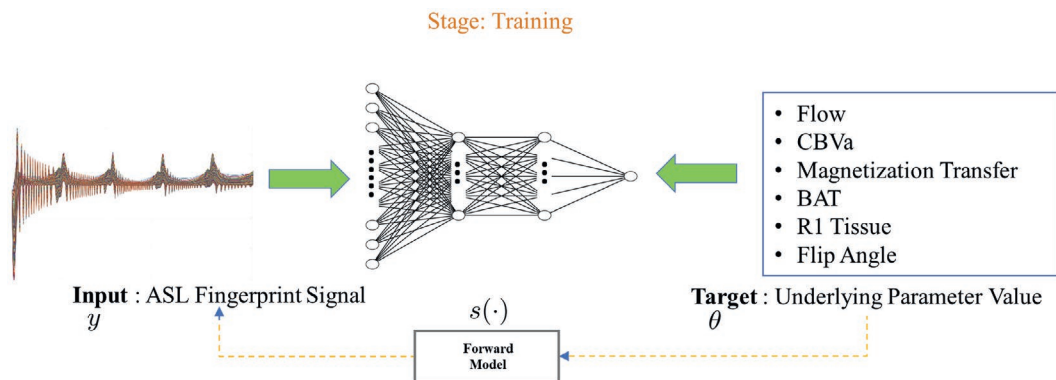 Stage: Training
• Flow
• CBVa
• Magnetization Transfer
• BAT
• R1 Tissue
• Flip Angle
Input : ASL Fingerprint Signal
y
s(·)
Target : Underlying Parameter Value
θ
Forward
Model